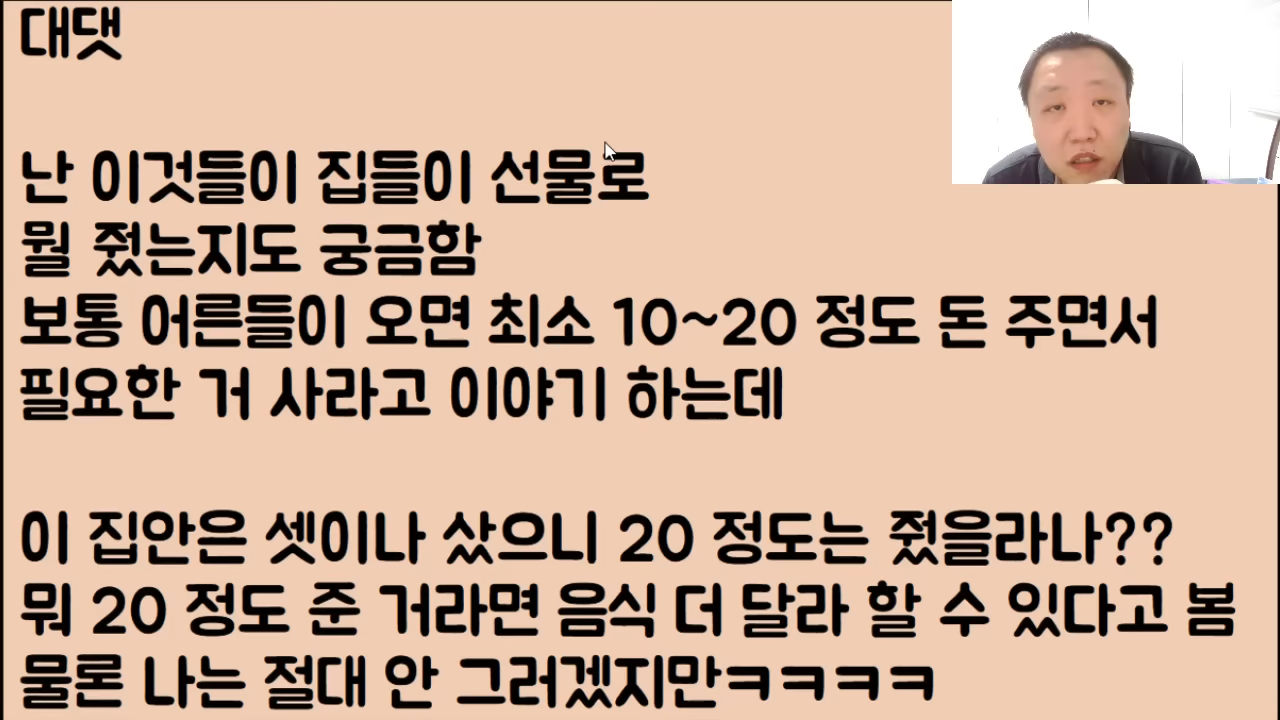 대댓
난 이것들이 집들이 선물로
뭘 줬는지도 궁금함
보통 어른들이 오면 최소 10~20 정도 돈 주면서
필요한 거 사라고 이야기 하는데
이 집안은 셋이나 샀으니 20 정도는 줬을라나??
뭐 20 정도 준 거라면 음식 더 달라 할 수 있다고 봄
물론 나는 절대 안 그러겠지만ㅋㅋㅋㅋ